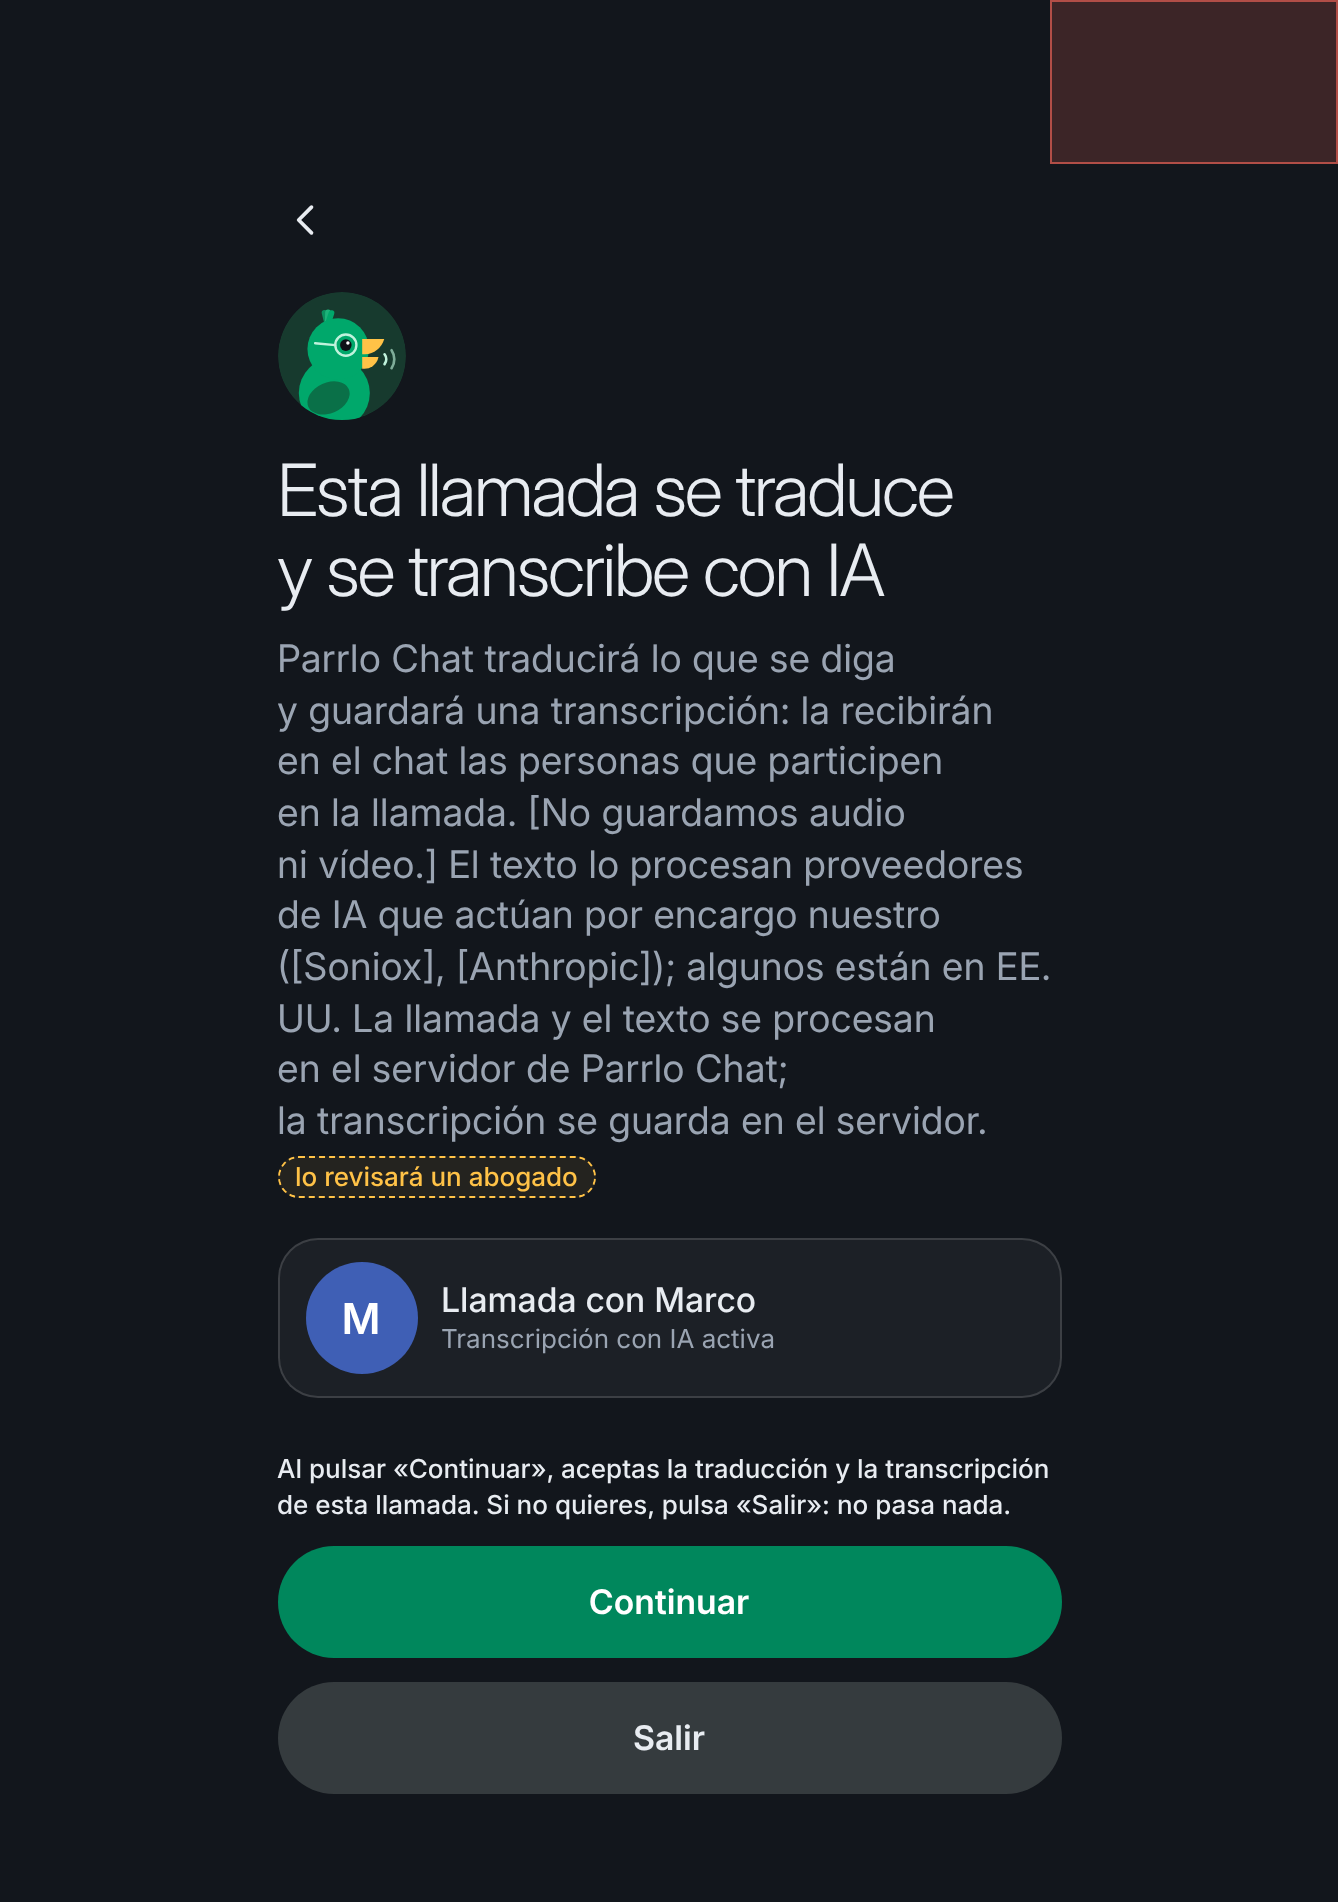 Esta llamada se traduce
y se transcribe con IA
Parrlo Chat traducirá lo que se diga
y guardará una transcripción: la recibirán
en el chat las personas que participen
en la llamada. [No guardamos audio
ni vídeo.] El texto lo procesan proveedores
de IA que actúan por encargo nuestro
([Soniox], [Anthropic]); algunos están en EE.
UU. La llamada y el texto se procesan
en el servidor de Parrlo Chat;
la transcripción se guarda en el servidor.
lo revisará un abogado
M
Llamada con Marco
Transcripción con IA activa
Al pulsar «Continuar», aceptas la traducción y la transcripción
de esta llamada. Si no quieres, pulsa «Salir»: no pasa nada.
Continuar
Salir